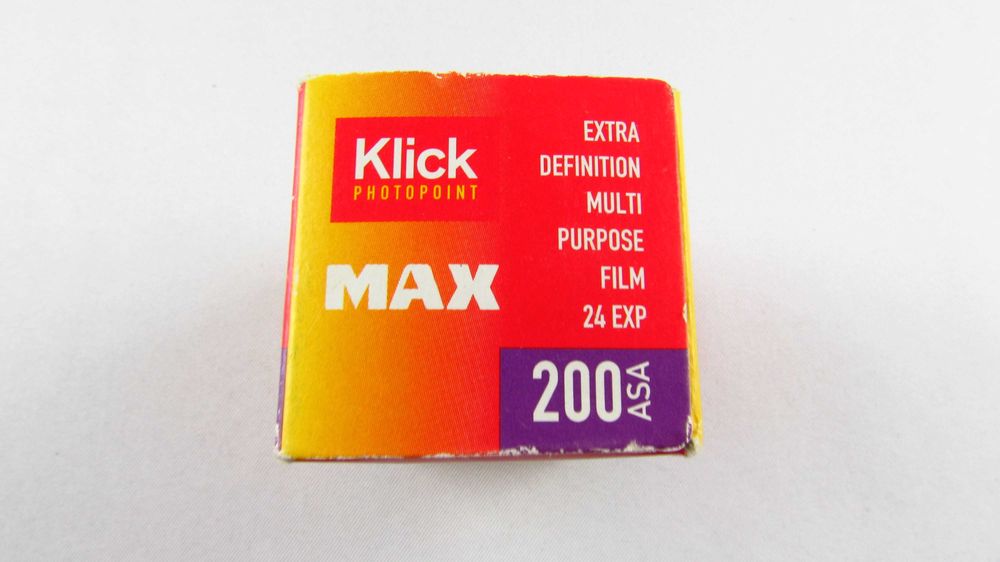 Klick
PHOTOPOINT
MAX
EXTRA
DEFINITION
MULTI
PURPOSE
FILM
24 EXP
200 ASA